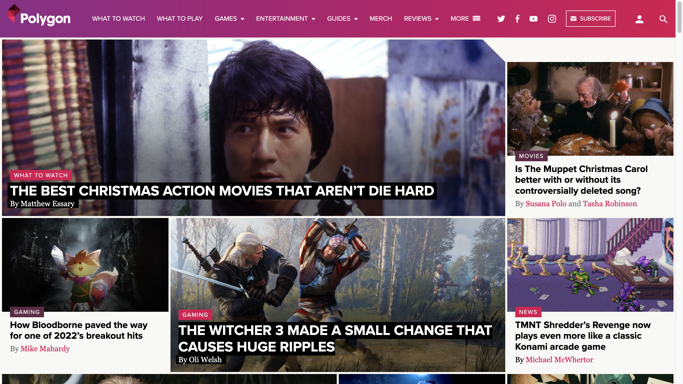 Polygon
WHAT TO WATCH WHAT TO PLAY GAMES ENTERTAINMENT GUIDES MERCH REVIEWS MORE SUBSCRIBE
WHAT TO WATCH
THE BEST CHRISTMAS ACTION MOVIES THAT AREN'T DIE HARD
By Matthew Essary
MOVIES
Is The Muppet Christmas Carol
better with or without its
controversially deleted song?
By Susana Polo and Tasha Robinson
GAMING
How Bloodborne paved the way
for one of 2022's breakout hits
By Mike Mahardy
GAMING
THE WITCHER 3 MADE A SMALL CHANGE THAT
CAUSES HUGE RIPPLES
By Oli Welsh
NEWS
TMNT Shredder's Revenge now
plays even more like a classic
Konami arcade game
By Michael McWhertor